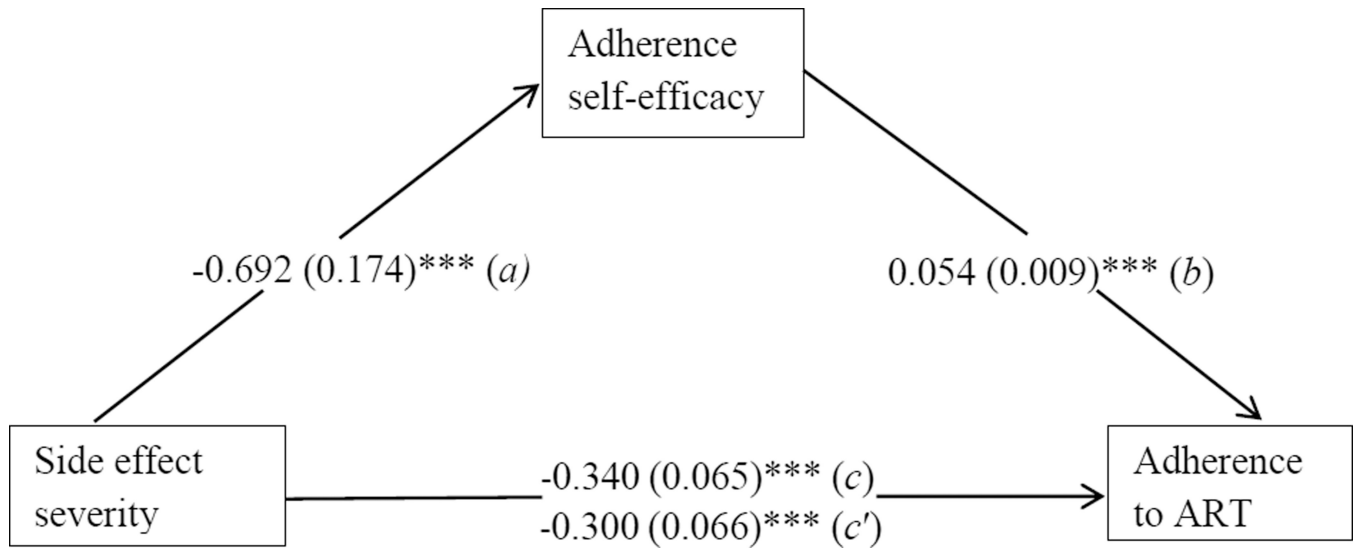 Adherence
self-efficacy
-0.692 (0.174)*** (a)
0.054 (0.009)*** (b)
Side effect
severity
-0.340 (0.065)*** (c)
-0.300 (0.066)*** (c')
Adherence
to ART